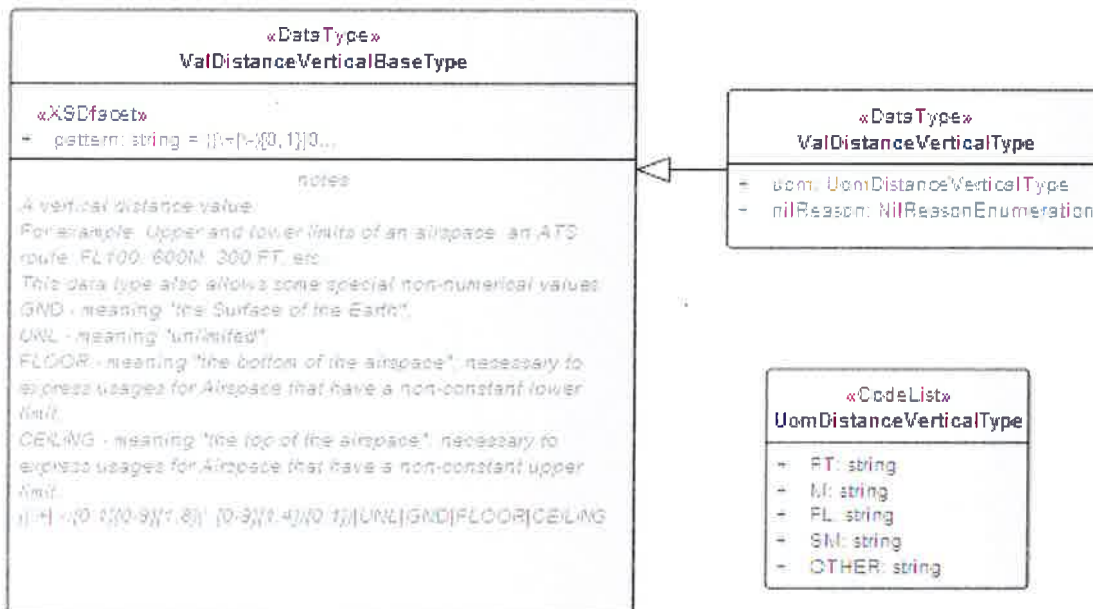 «DataType»
ValDistanceVerticalBaseType
«XSDfacet»
+ pattern: string = ((\+|\-){0,1}[0...
notes
A vertical distance value.
For example: Upper and lower limits of an airspace, an ATS
route, FL100, 600M, 300 FT, etc
This data type also allows some special non-numerical values
GND - meaning "the Surface of the Earth",
UNL - meaning "unlimited",
FLOOR - meaning "the bottom of the airspace", necessary to
express usages for Airspace that have a non-constant lower
limit.
CEILING - meaning "the top of the airspace", necessary to
express usages for Airspace that have a non-constant upper
limit.
|UNL|GND|FLOOR|CEILING
«DataType»
ValDistanceVerticalType
+ uom: UomDistanceVerticalType
+ nilReason: NilReasonEnumeration
«CodeList»
UomDistanceVerticalType
+ FT: string
+ M: string
+ FL: string
+ SM: string
+ OTHER: string